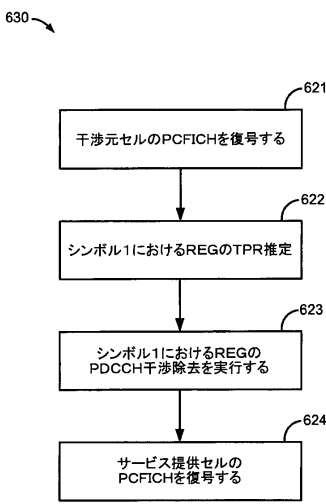 630
621
干渉元セルのPCFICHを復号する
622
シンボル1におけるREGのTPR推定
623
シンボル1におけるREGの
PDCCH干渉除去を実行する
624
サービス提供セルの
PCFICHを復号する